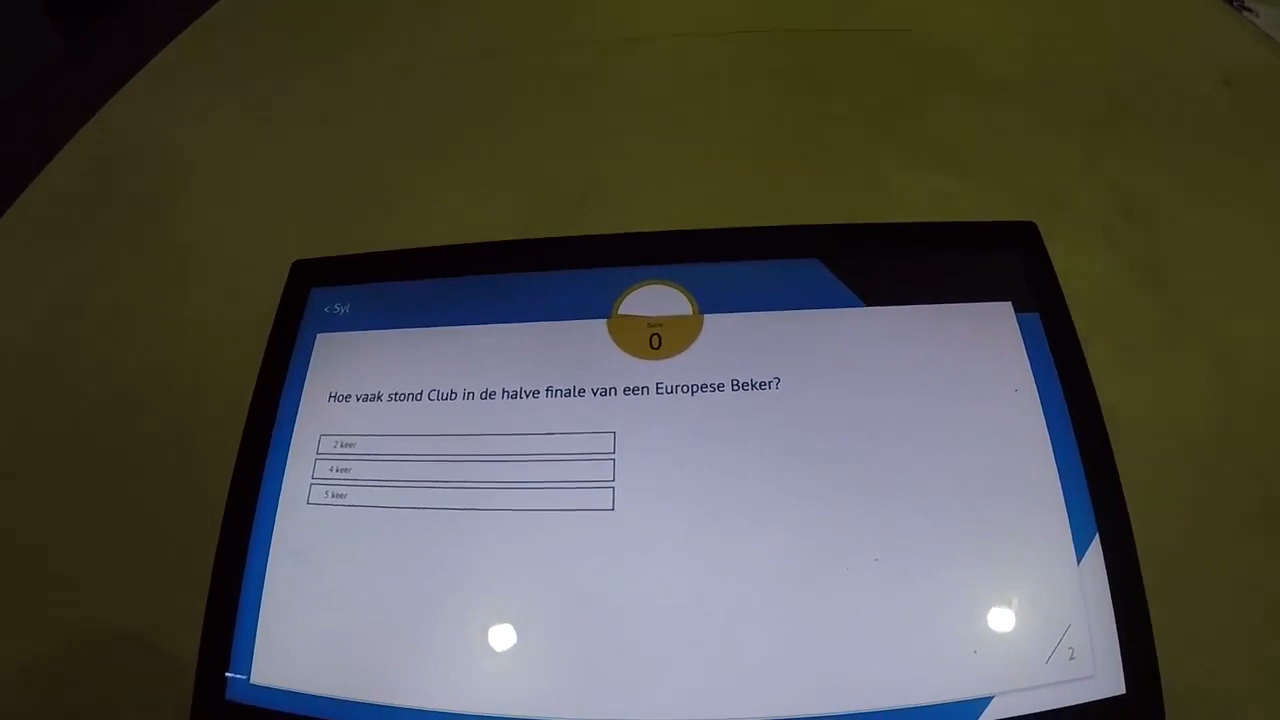 < Syl
0
Hoe vaak stond Club in de halve finale van een Europese Beker?
2 keer
4 keer
5 keer
/ 2